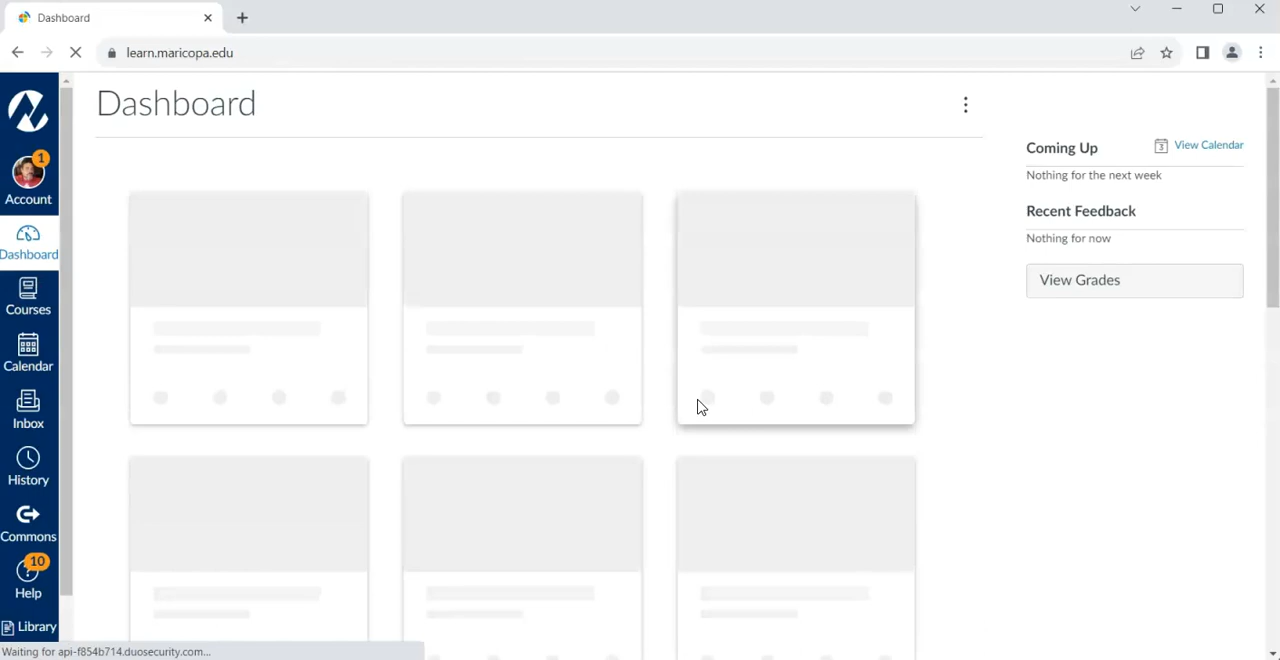 Dashboard
learn.maricopa.edu
Dashboard
1
Account
Dashboard
Courses
Calendar
Inbox
History
Commons
10
Help
Library
Coming Up
3
View Calendar
Nothing for the next week
Recent Feedback
Nothing for now
View Grades
Waiting for api-f854b714.duosecurity.com...